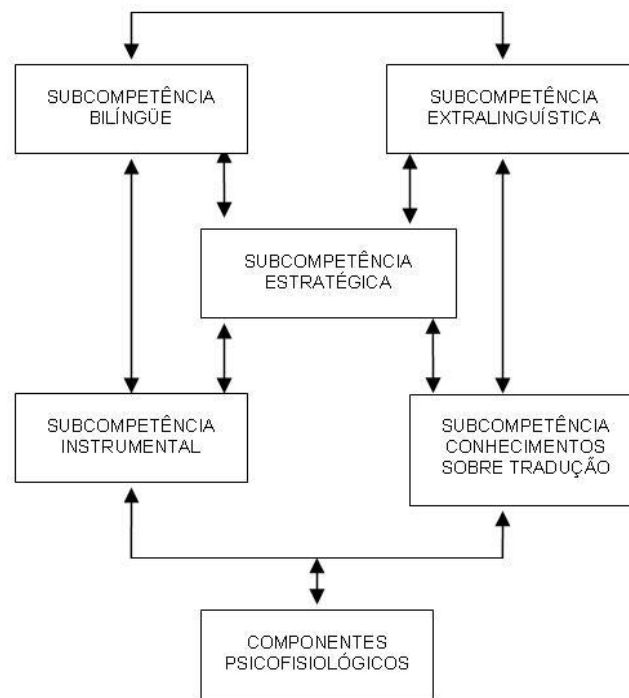 SUBCOMPETÊNCIA
BILÍNGÜE
SUBCOMPETÊNCIA
EXTRALINGUÍSTICA
SUBCOMPETÊNCIA
ESTRATÉGICA
SUBCOMPETÊNCIA
INSTRUMENTAL
SUBCOMPETÊNCIA
CONHECIMENTOS
SOBRE TRADUÇÃO
COMPONENTES
PSICOFISIOLÓGICOS